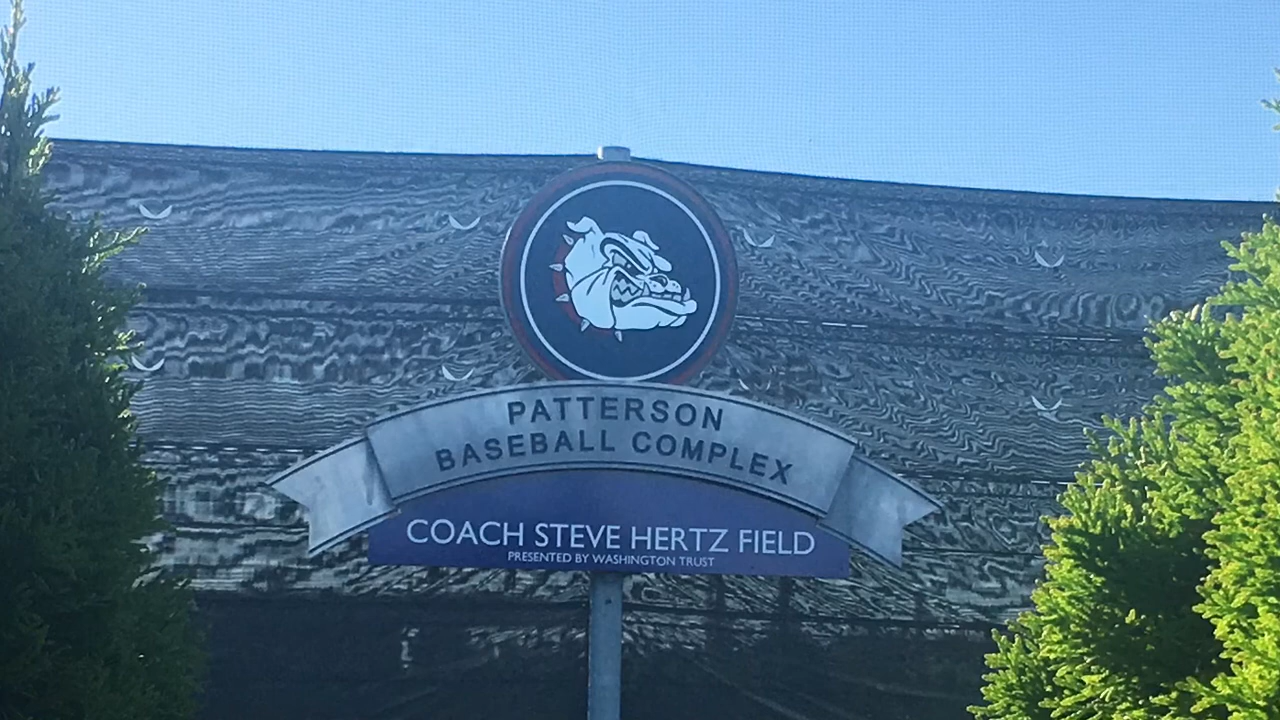 PATTERSON
BASEBALL COMPLEX
COACH STEVE HERTZ FIELD
PRESENTED BY WASHINGTON TRUST